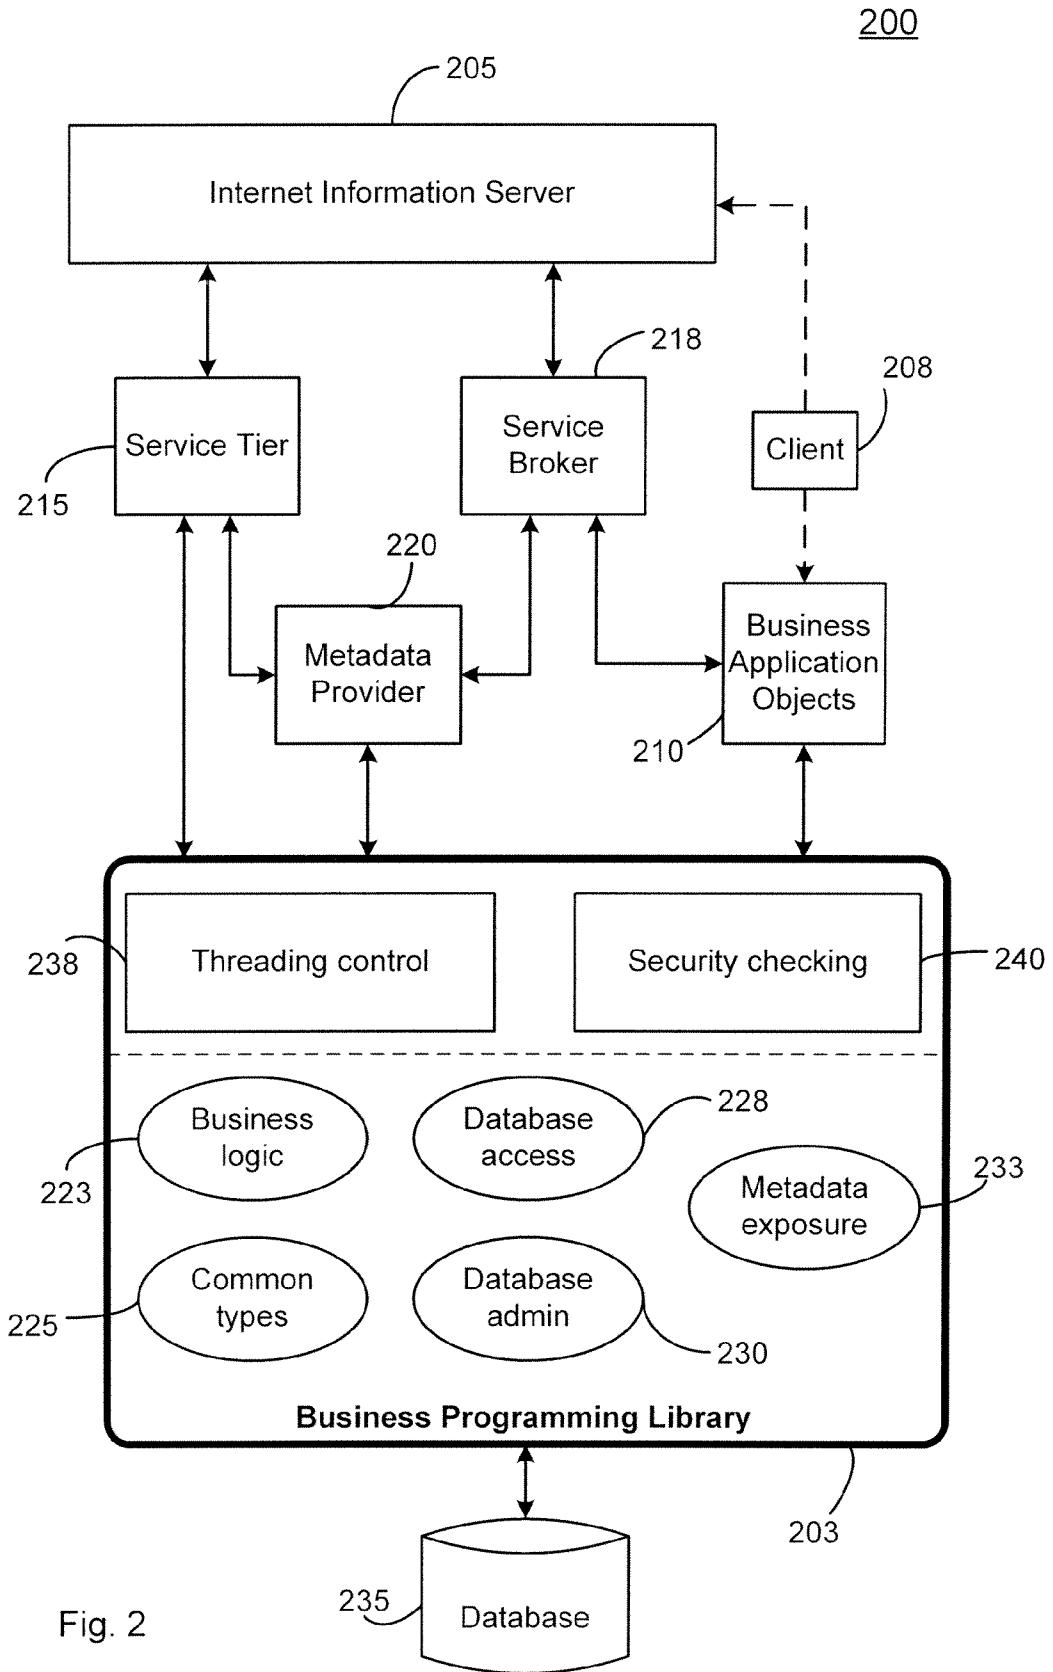 200
205
Internet Information Server
218
208
Service Tier
Service
Broker
Client
215
220
Metadata
Provider
Business
Application
Objects
210
238
Threading control
Security checking
240
Business
logic
Database
access
228
223
Metadata
exposure
233
Common
types
Database
admin
225
230
Business Programming Library
203
235
Database
Fig. 2